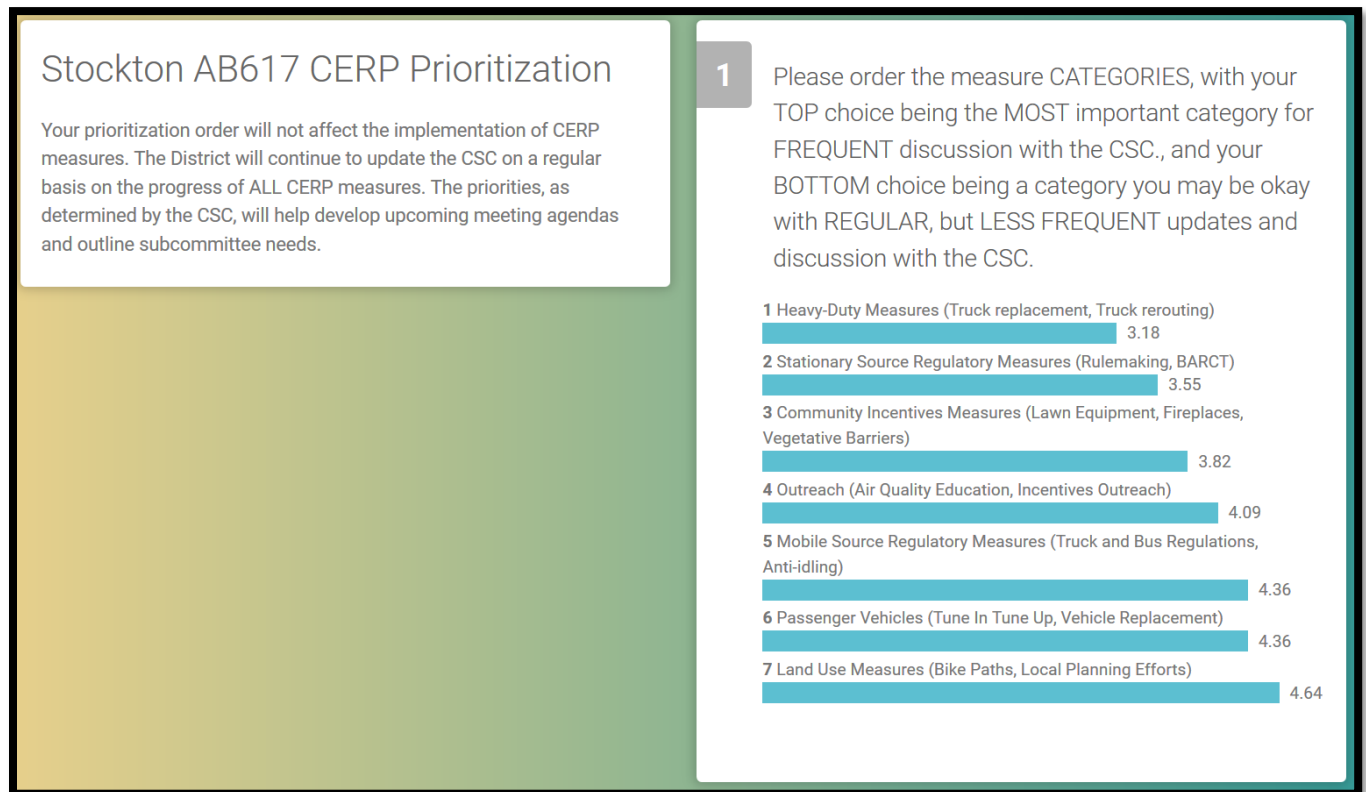 Stockton AB617 CERP Prioritization
Your prioritization order will not affect the implementation of CERP
measures. The District will continue to update the CSC on a regular
basis on the progress of ALL CERP measures. The priorities, as
determined by the CSC, will help develop upcoming meeting agendas
and outline subcommittee needs.
1
Please order the measure CATEGORIES, with your
TOP choice being the MOST important category for
FREQUENT discussion with the CSC., and your
BOTTOM choice being a category you may be okay
with REGULAR, but LESS FREQUENT updates and
discussion with the CSC.
1 Heavy-Duty Measures (Truck replacement, Truck rerouting)
3.18
2 Stationary Source Regulatory Measures (Rulemaking, BARCT)
3.55
3 Community Incentives Measures (Lawn Equipment, Fireplaces,
Vegetative Barriers)
3.82
4 Outreach (Air Quality Education, Incentives Outreach)
4.09
5 Mobile Source Regulatory Measures (Truck and Bus Regulations,
Anti-idling)
4.36
6 Passenger Vehicles (Tune In Tune Up, Vehicle Replacement)
4.36
7 Land Use Measures (Bike Paths, Local Planning Efforts)
4.64